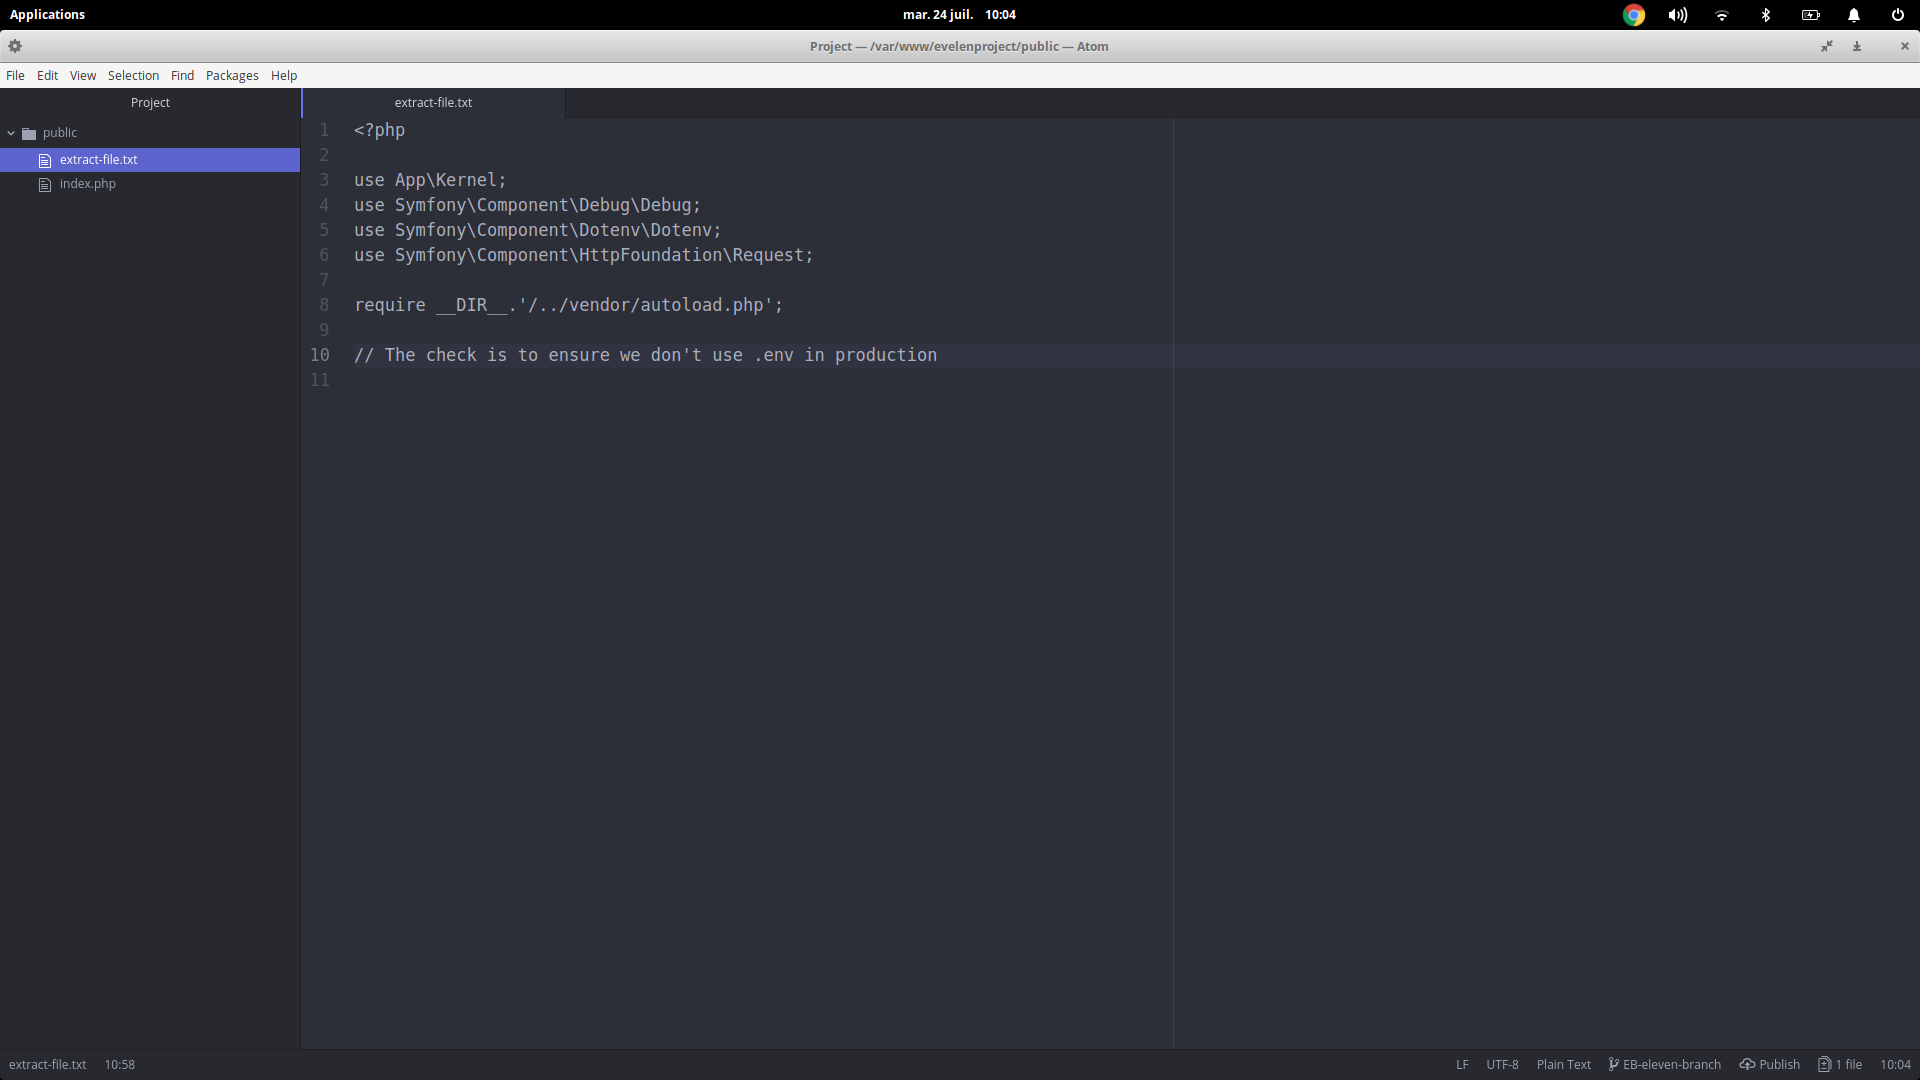 Applications
mar. 24 juil. 10:04
Project — /var/www/evelenproject/public — Atom
File Edit View Selection Find Packages Help
Project
extract-file.txt
public
extract-file.txt
index.php
1 <?php
2
3 use App\Kernel;
4 use Symfony\Component\Debug\Debug;
5 use Symfony\Component\Dotenv\Dotenv;
6 use Symfony\Component\HttpFoundation\Request;
7
8 require __DIR__.'/../vendor/autoload.php';
9
10 // The check is to ensure we don't use .env in production
11
extract-file.txt 10:58
LF UTF-8 Plain Text EB-eleven-branch Publish 1 file 10:04